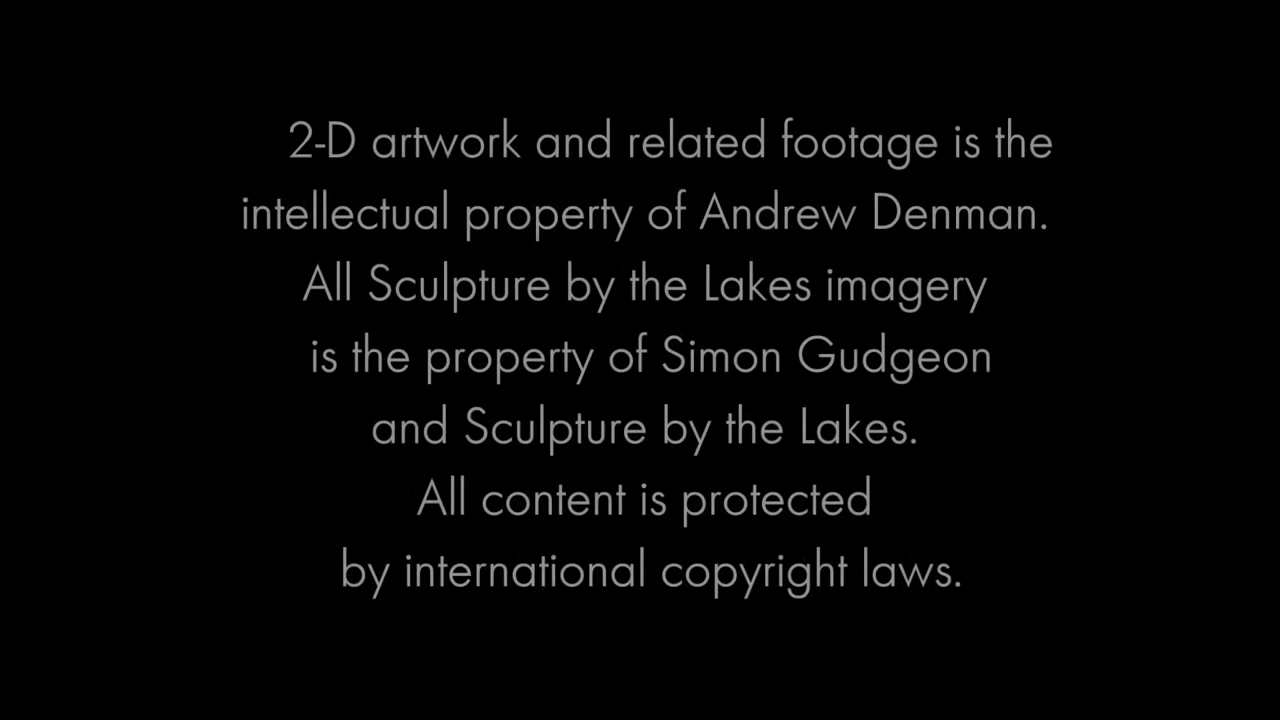 2-D artwork and related footage is the
intellectual property of Andrew Denman.
All Sculpture by the Lakes imagery
is the property of Simon Gudgeon
and Sculpture by the Lakes.
All content is protected
by international copyright laws.